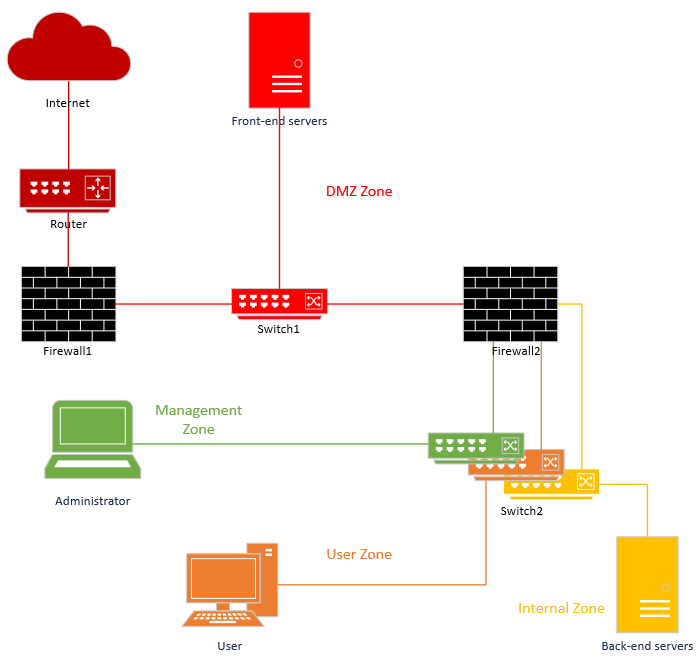 Internet
Front-end servers
DMZ Zone
Router
Switch1
Firewall1
Firewall2
Management
Zone
Administrator
Switch2
User Zone
Internal Zone
User
Back-end servers